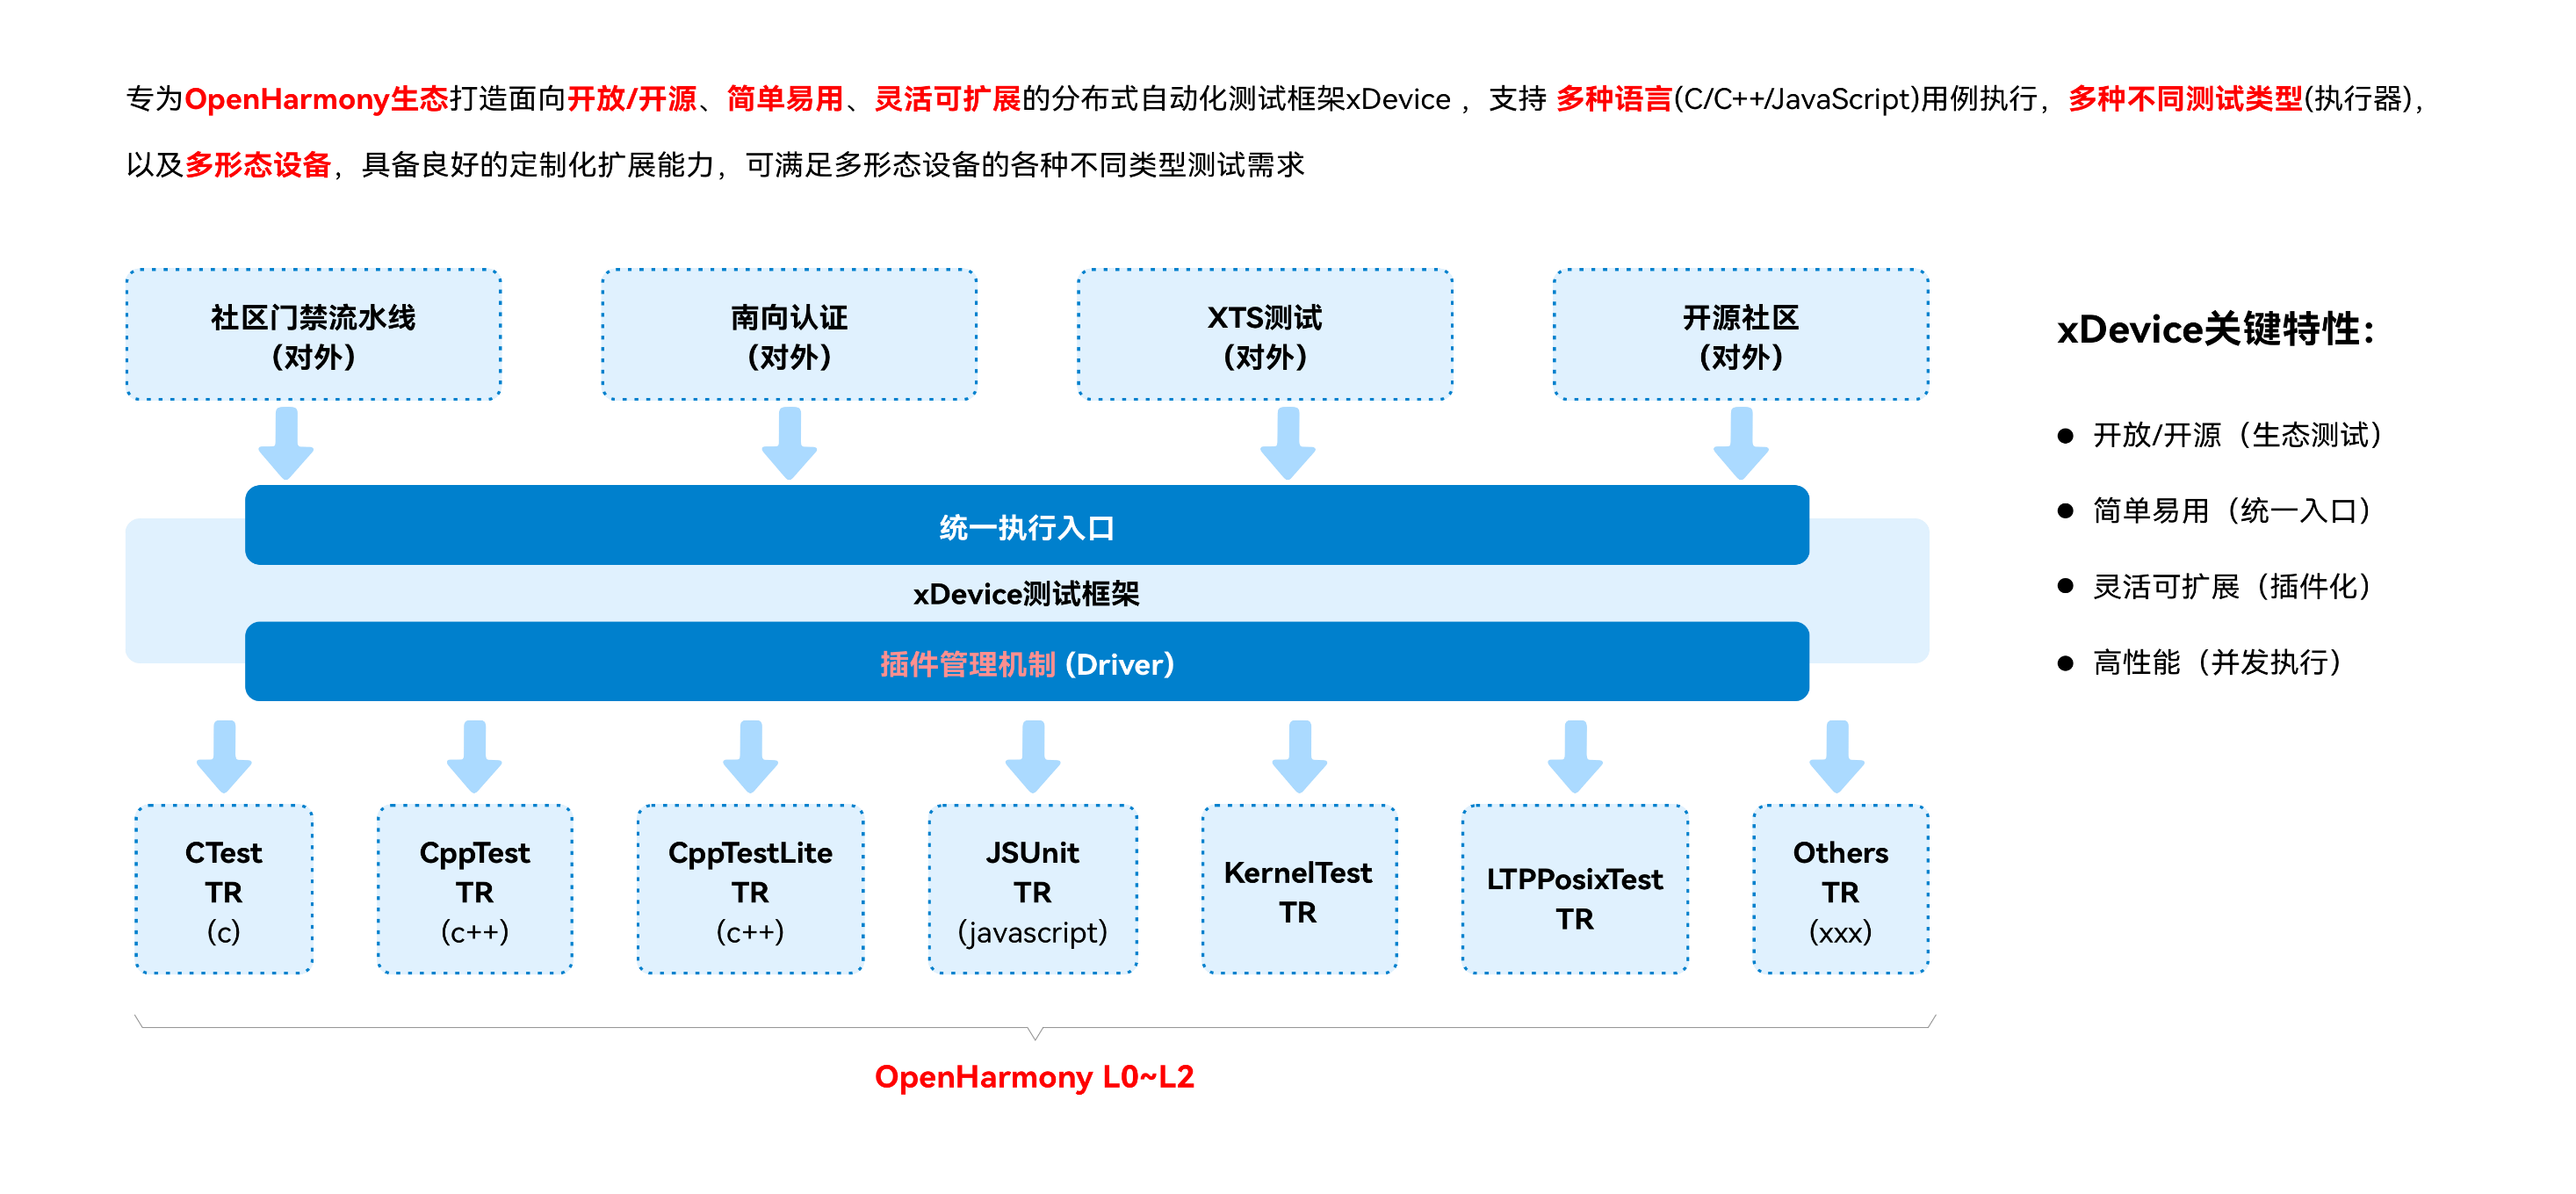 专为OpenHarmony生态打造面向开放/开源、简单易用、灵活可扩展的分布式自动化测试框架xDevice ，支持 多种语言(C/C++/JavaScript)用例执行，多种不同测试类型(执行器)，
以及多形态设备，具备良好的定制化扩展能力，可满足多形态设备的各种不同类型测试需求
社区门禁流水线
（对外）
南向认证
（对外）
XTS测试
（对外）
开源社区
（对外）
统一执行入口
xDevice测试框架
插件管理机制 (Driver)
CTest
TR
(c)
CppTest
TR
(c++)
CppTestLite
TR
(c++)
JSUnit
TR
(javascript)
KernelTest
TR
LTPPosixTest
TR
Others
TR
(xxx)
OpenHarmony L0~L2
xDevice关键特性：
● 开放/开源（生态测试）
● 简单易用（统一入口）
● 灵活可扩展（插件化）
● 高性能（并发执行）